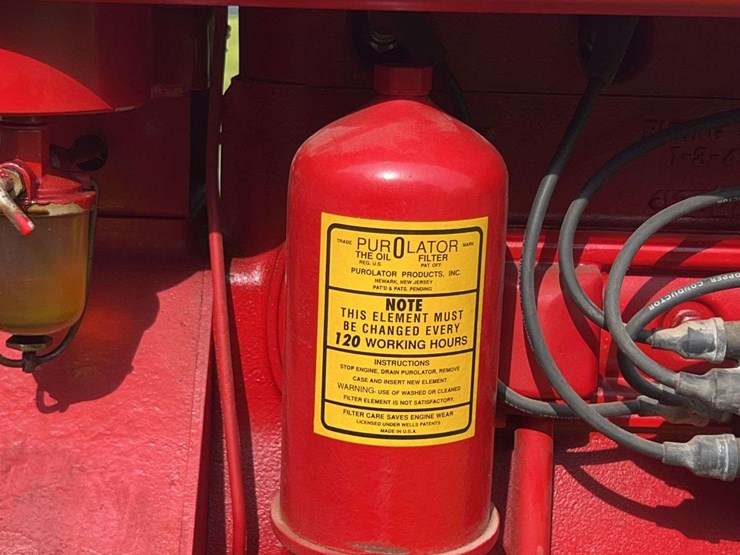 TRADE PUROLATOR MARK
THE OIL FILTER
REG. U.S. PAT. OFF.
PUROLATOR PRODUCTS, INC.
NEWARK, NEW JERSEY
PAT'D & PATS. PENDING
NOTE
THIS ELEMENT MUST
BE CHANGED EVERY
120 WORKING HOURS
INSTRUCTIONS
STOP ENGINE, DRAIN PUROLATOR, REMOVE
CASE AND INSERT NEW ELEMENT.
WARNING: USE OF WASHED OR CLEANED
FILTER ELEMENT IS NOT SATISFACTORY.
FILTER CARE SAVES ENGINE WEAR
LICENSED UNDER WELLS PATENTS
MADE IN U.S.A.
COPPER CONDUCTOR